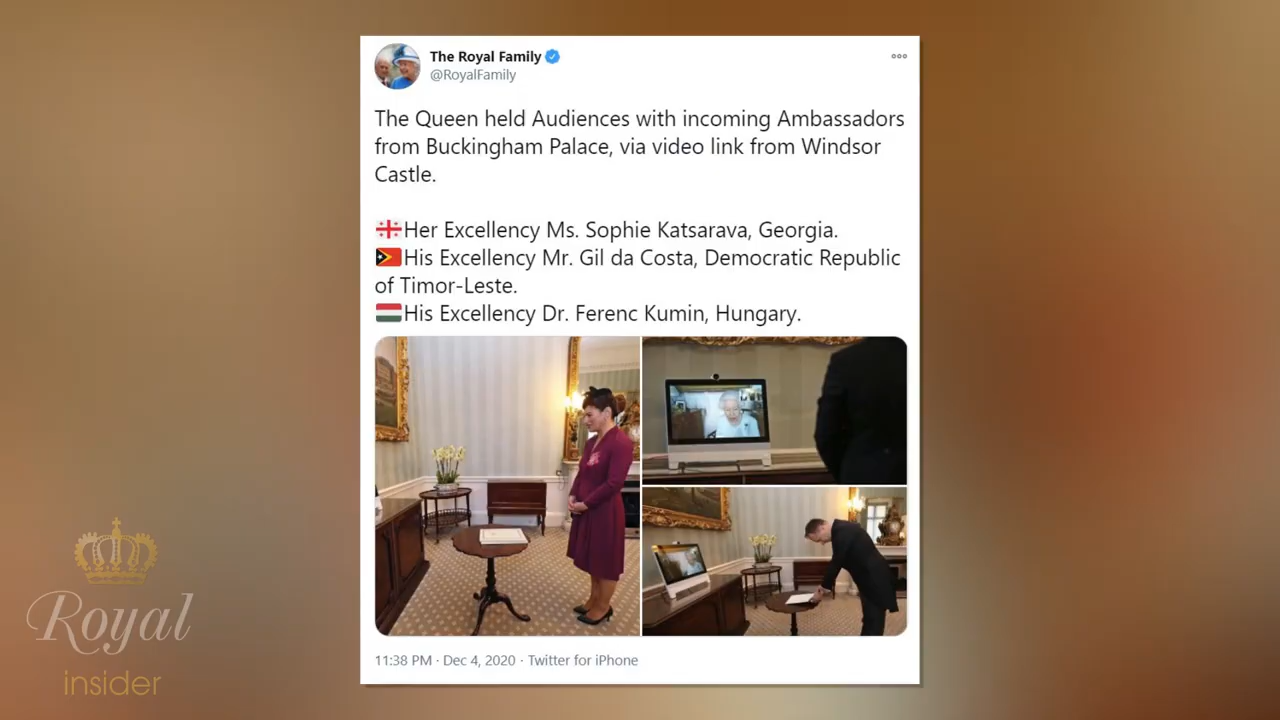 The Royal Family
@RoyalFamily
The Queen held Audiences with incoming Ambassadors
from Buckingham Palace, via video link from Windsor
Castle.
Her Excellency Ms. Sophie Katsarava, Georgia.
His Excellency Mr. Gil da Costa, Democratic Republic
of Timor-Leste.
His Excellency Dr. Ferenc Kumin, Hungary.
11:38 PM · Dec 4, 2020 · Twitter for iPhone
Royal
insider